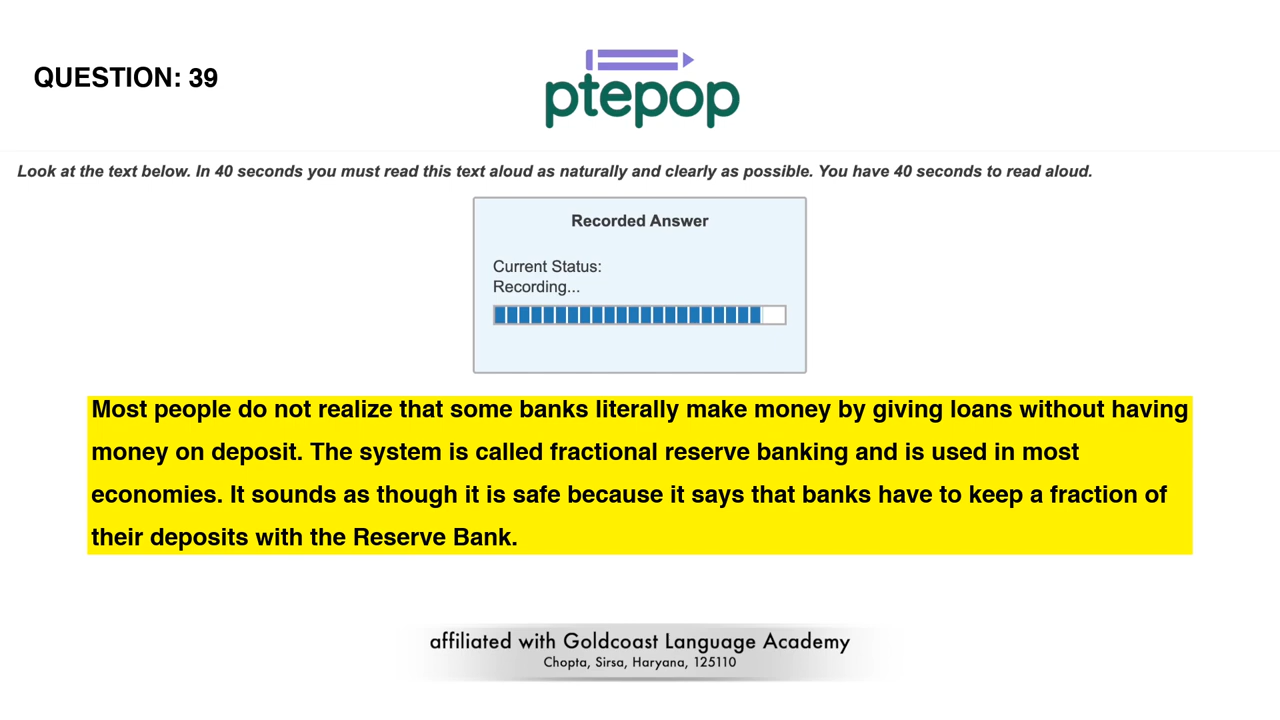 QUESTION: 39
ptepop
Look at the text below. In 40 seconds you must read this text aloud as naturally and clearly as possible. You have 40 seconds to read aloud.
Recorded Answer
Current Status:
Recording...
Most people do not realize that some banks literally make money by giving loans without having
money on deposit. The system is called fractional reserve banking and is used in most
economies. It sounds as though it is safe because it says that banks have to keep a fraction of
their deposits with the Reserve Bank.
affiliated with Goldcoast Language Academy
Chopta, Sirsa, Haryana, 125110